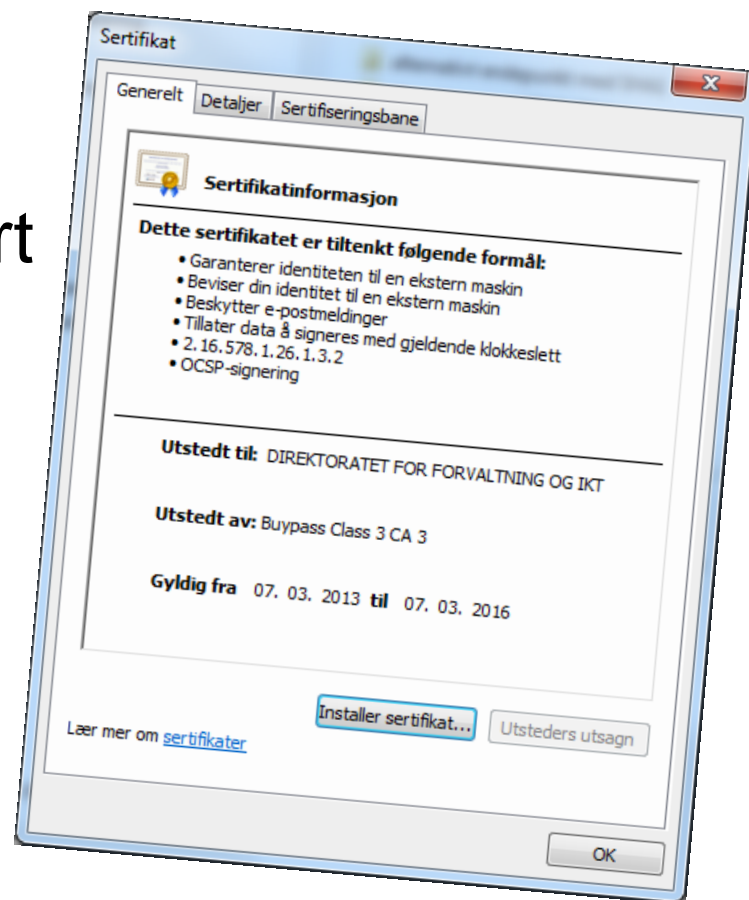 Sertifikat
rt
Generelt Detaljer Sertifiseringsbane
Sertifikatinformasjon
Dette sertifikatet er tiltenkt følgende formål:
• Garanterer identiteten til en ekstern maskin
• Beviser din identitet til en ekstern maskin
• Beskytter e-postmeldinger
• Tillater data å signeres med gjeldende klokkeslett
• 2.16.578.1.26.1.3.2
• OCSP-signering
Utstedt til: DIREKTORATET FOR FORVALTNING OG IKT
Utstedt av: Buypass Class 3 CA 3
Gyldig fra 07. 03. 2013 til 07. 03. 2016
Installer sertifikat... Utsteders utsagn
Lær mer om sertifikater
OK